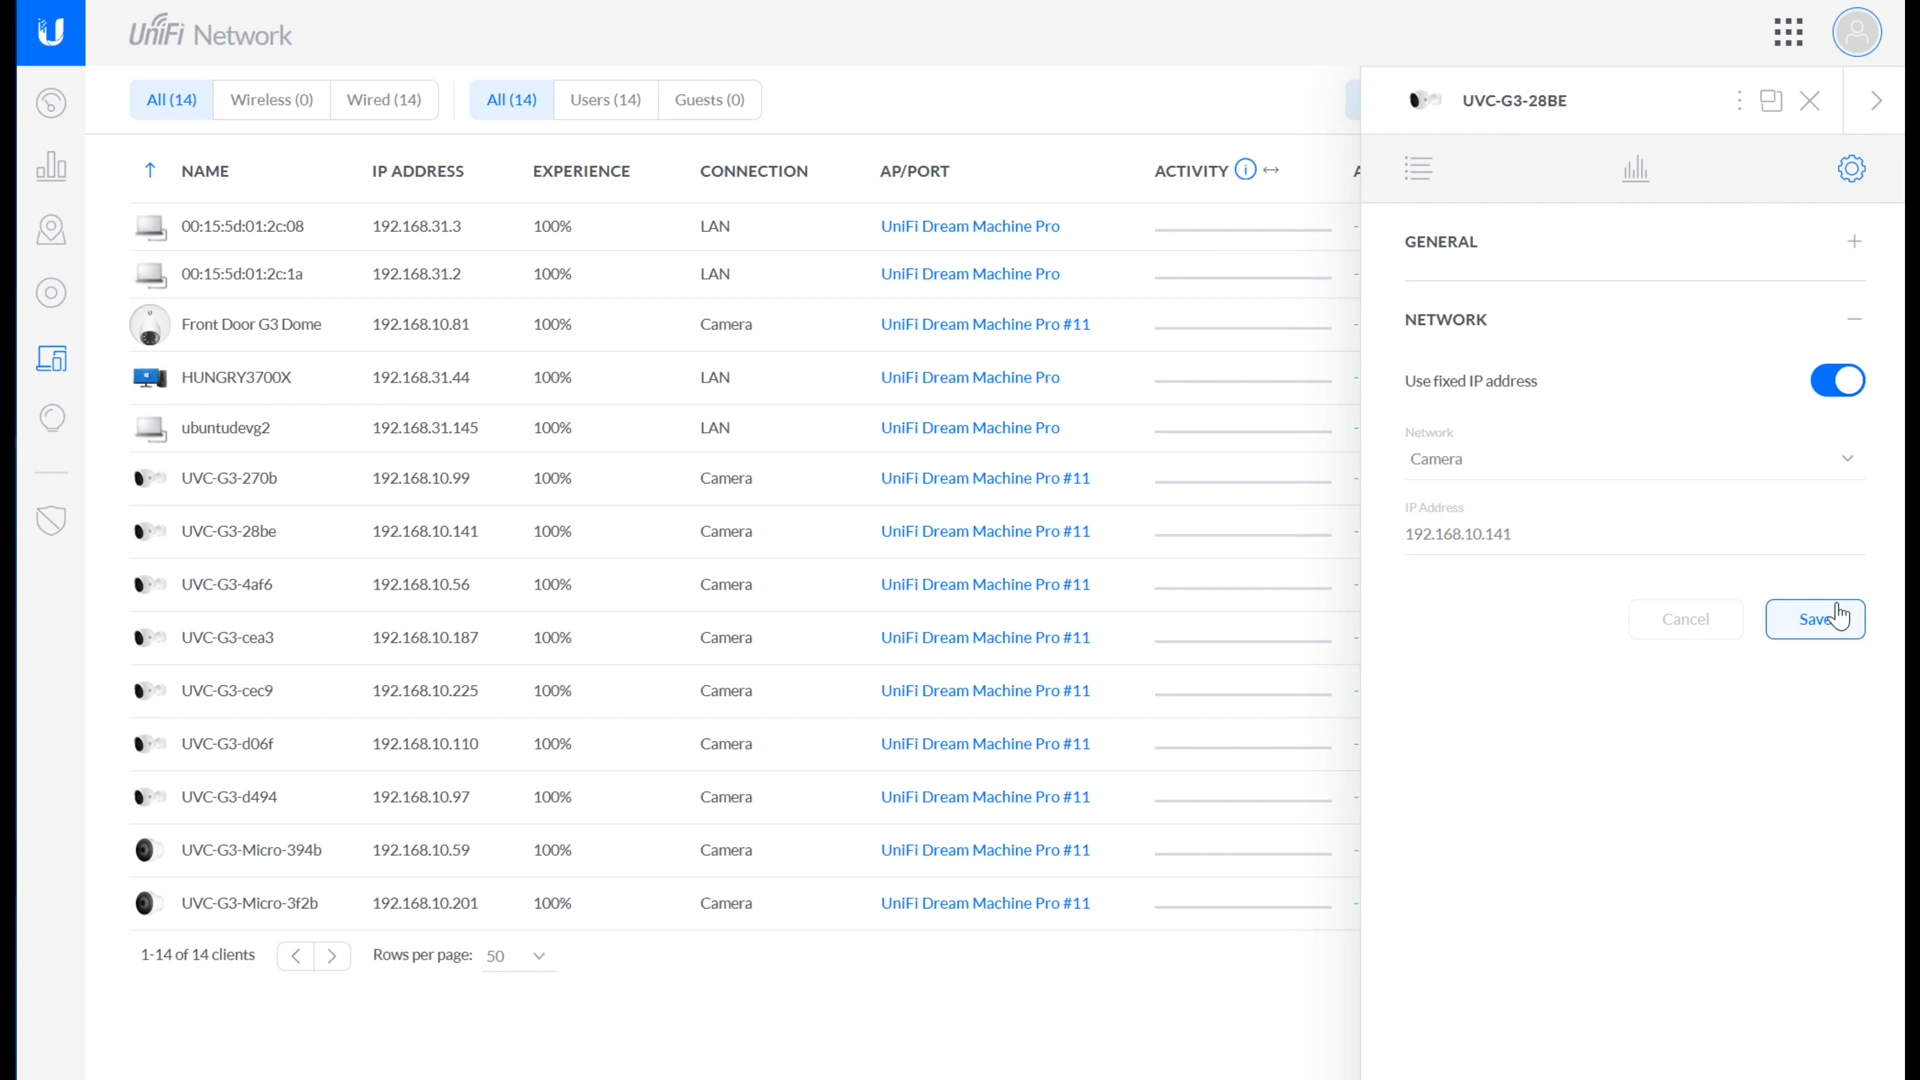 UniFi Network
All (14) Wireless (0) Wired (14) All (14) Users (14) Guests (0)
NAME IP ADDRESS EXPERIENCE CONNECTION AP/PORT ACTIVITY
00:15:5d:01:2c:08 192.168.31.3 100% LAN UniFi Dream Machine Pro
00:15:5d:01:2c:1a 192.168.31.2 100% LAN UniFi Dream Machine Pro
Front Door G3 Dome 192.168.10.81 100% Camera UniFi Dream Machine Pro #11
HUNGRY3700X 192.168.31.44 100% LAN UniFi Dream Machine Pro
ubuntudevg2 192.168.31.145 100% LAN UniFi Dream Machine Pro
UVC-G3-270b 192.168.10.99 100% Camera UniFi Dream Machine Pro #11
UVC-G3-28be 192.168.10.141 100% Camera UniFi Dream Machine Pro #11
UVC-G3-4af6 192.168.10.56 100% Camera UniFi Dream Machine Pro #11
UVC-G3-cea3 192.168.10.187 100% Camera UniFi Dream Machine Pro #11
UVC-G3-cec9 192.168.10.225 100% Camera UniFi Dream Machine Pro #11
UVC-G3-d06f 192.168.10.110 100% Camera UniFi Dream Machine Pro #11
UVC-G3-d494 192.168.10.97 100% Camera UniFi Dream Machine Pro #11
UVC-G3-Micro-394b 192.168.10.59 100% Camera UniFi Dream Machine Pro #11
UVC-G3-Micro-3f2b 192.168.10.201 100% Camera UniFi Dream Machine Pro #11
1-14 of 14 clients Rows per page: 50
UVC-G3-28BE
GENERAL
NETWORK
Use fixed IP address
Network
Camera
IP Address
192.168.10.141
Cancel Save